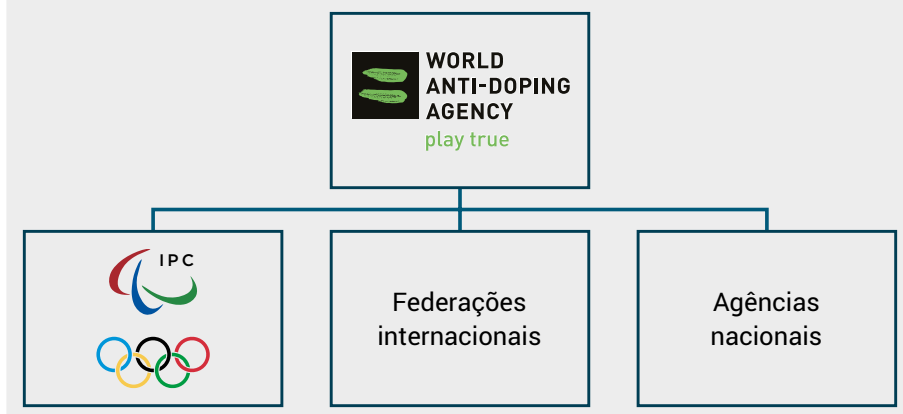 WORLD
ANTI-DOPING
AGENCY
play true
IPC
Federações
internacionais
Agências
nacionais